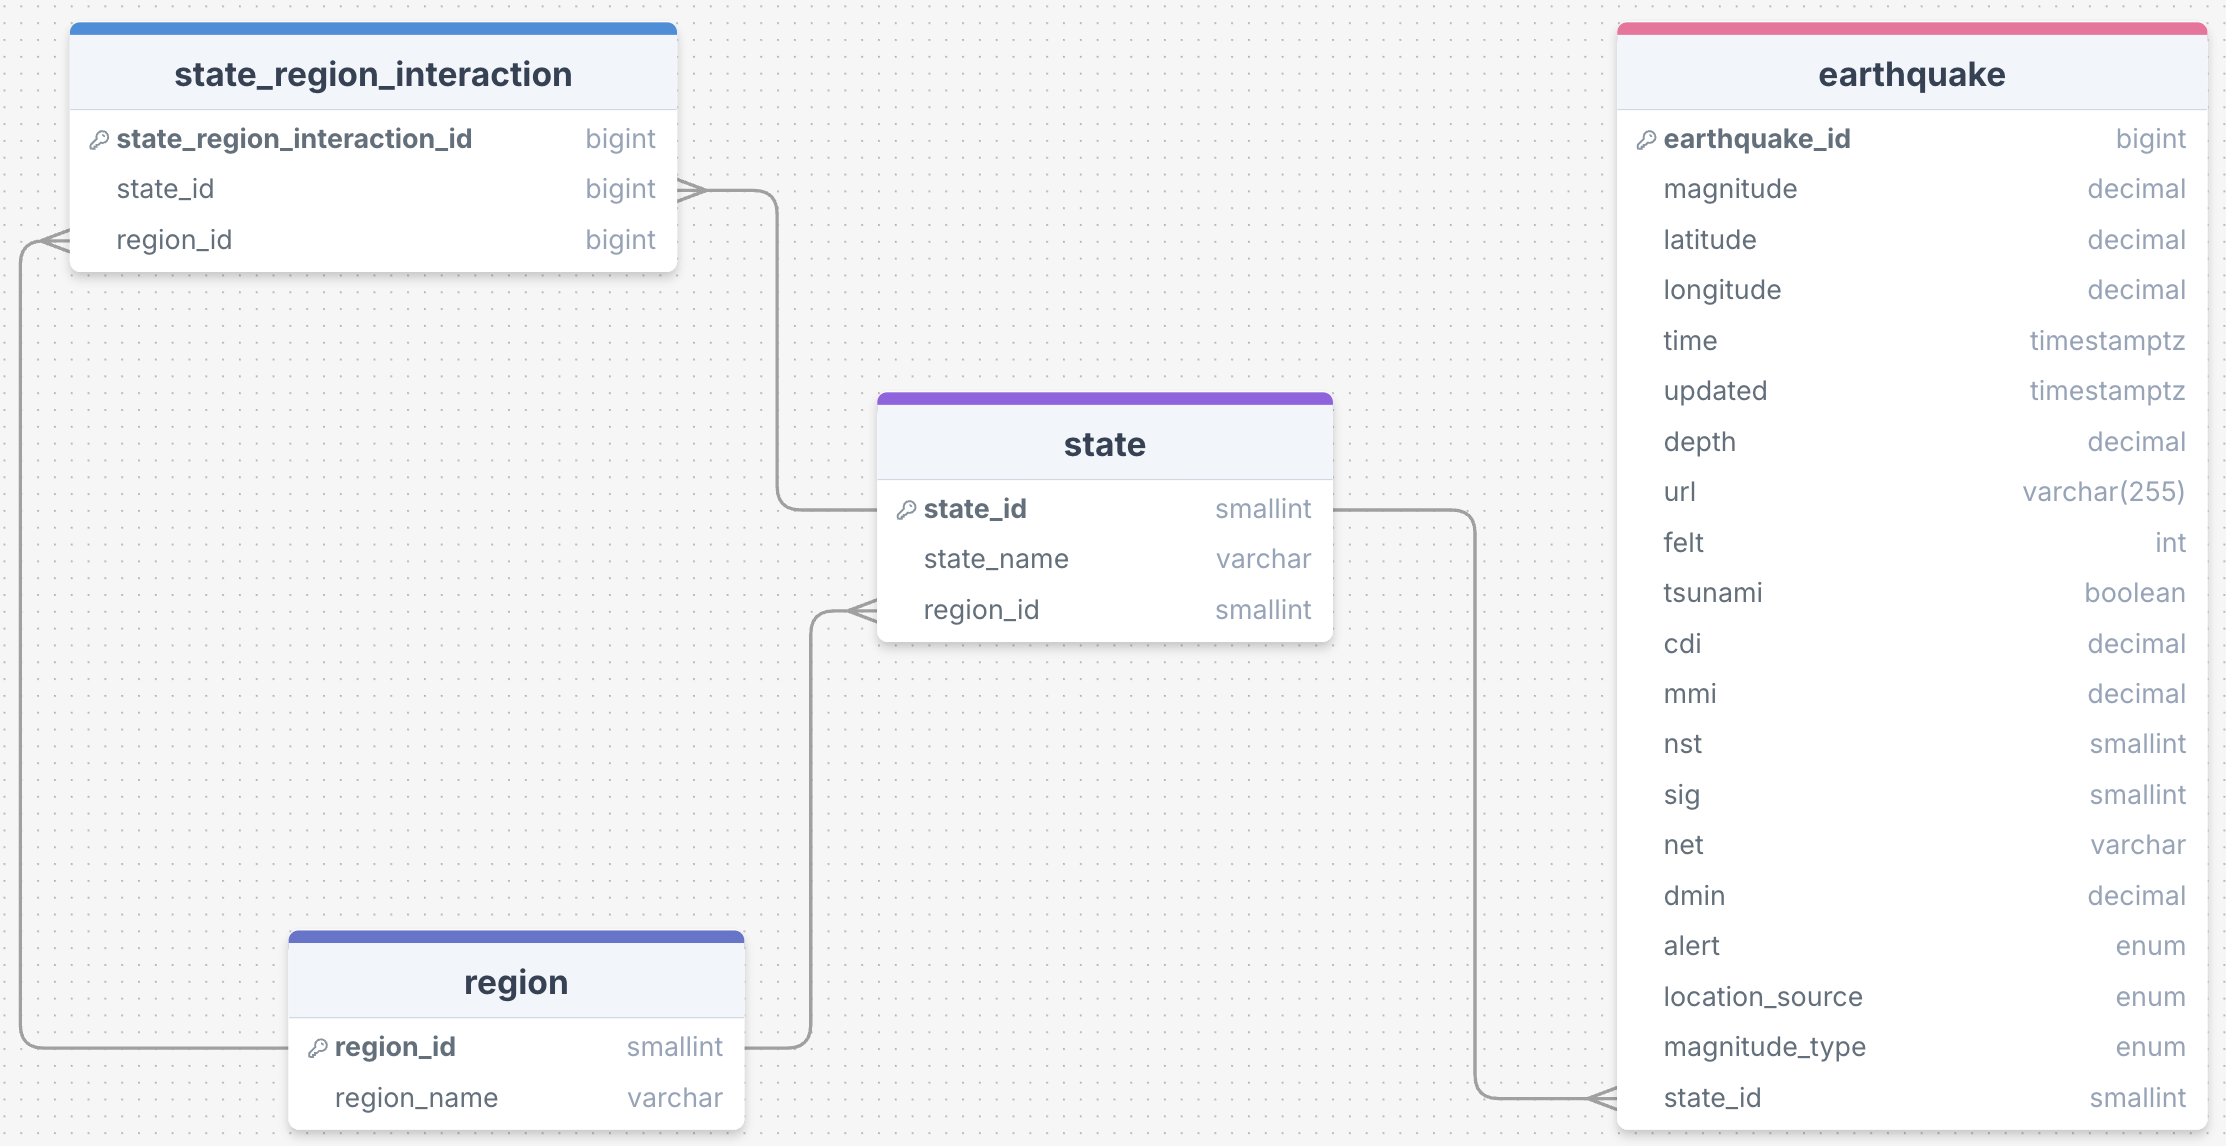 state_region_interaction
state_region_interaction_id bigint
state_id bigint
region_id bigint
state
state_id smallint
state_name varchar
region_id smallint
region
region_id smallint
region_name varchar
earthquake
earthquake_id bigint
magnitude decimal
latitude decimal
longitude decimal
time timestamptz
updated timestamptz
depth decimal
url varchar(255)
felt int
tsunami boolean
cdi decimal
mmi decimal
nst smallint
sig smallint
net varchar
dmin decimal
alert enum
location_source enum
magnitude_type enum
state_id smallint